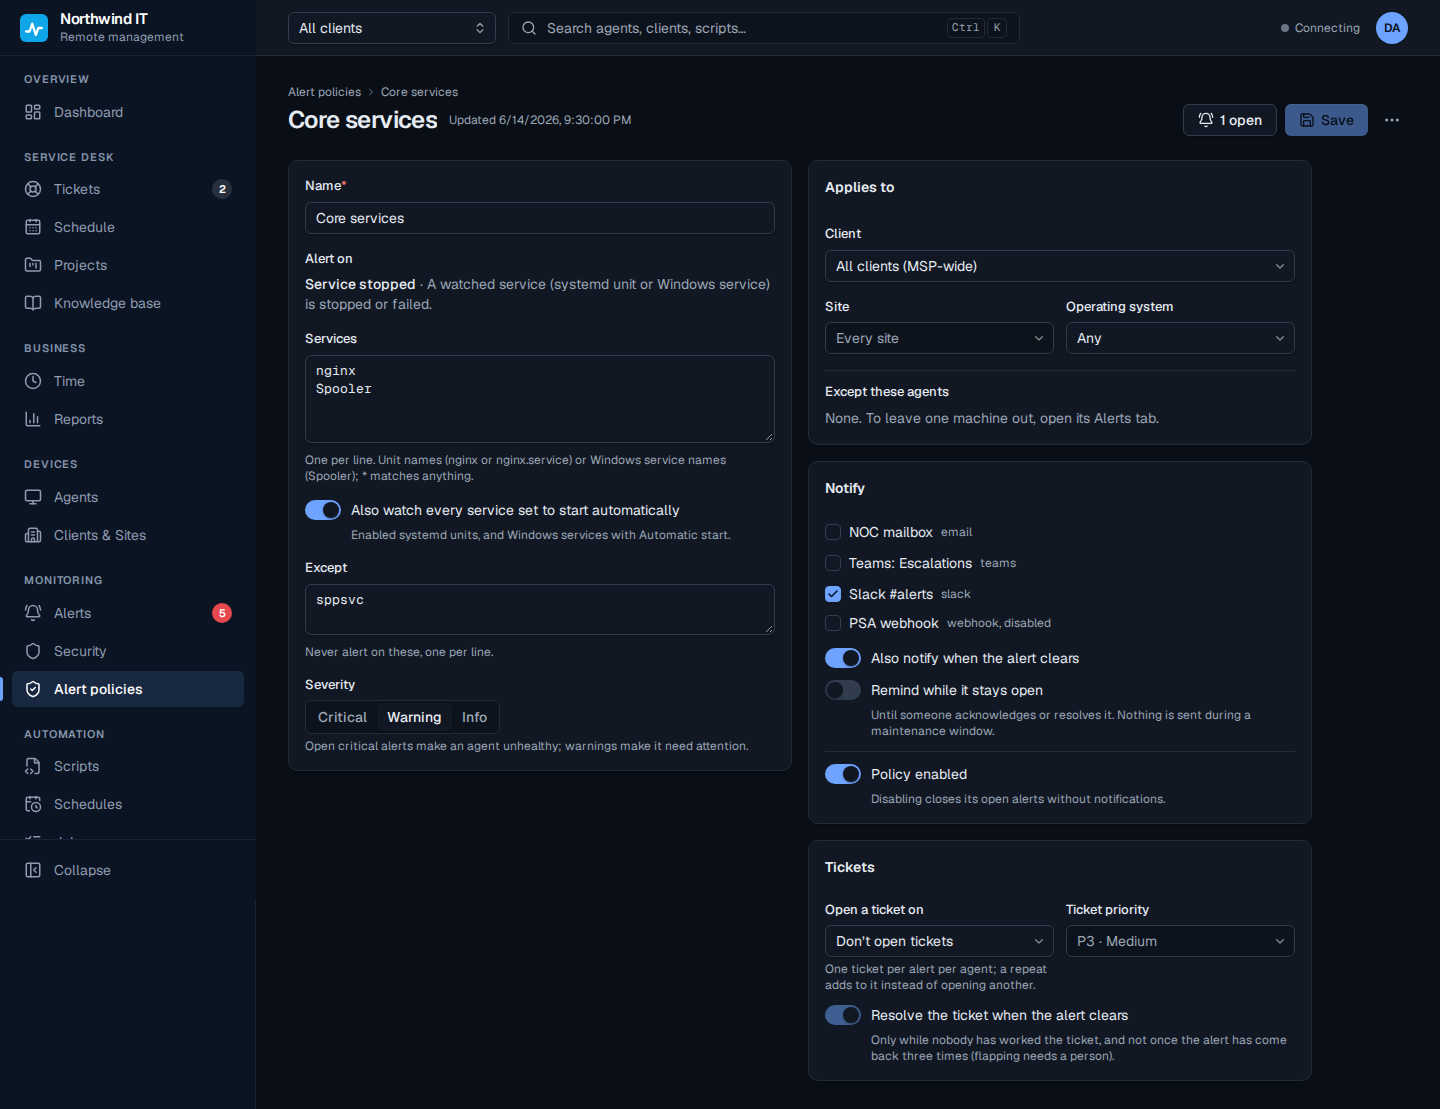 Northwind IT
Remote management
All clients
Search agents, clients, scripts...
Ctrl K
Connecting
DA
OVERVIEW
Dashboard
SERVICE DESK
Tickets
2
Schedule
Projects
Knowledge base
BUSINESS
Time
Reports
DEVICES
Agents
Clients & Sites
MONITORING
Alerts
5
Security
Alert policies
AUTOMATION
Scripts
Schedules
Collapse
Alert policies > Core services
Core services
Updated 6/14/2026, 9:30:00 PM
1 open
Save
Name*
Core services
Alert on
Service stopped · A watched service (systemd unit or Windows service)
is stopped or failed.
Services
nginx
Spooler
One per line. Unit names (nginx or nginx.service) or Windows service names
(Spooler); * matches anything.
Also watch every service set to start automatically
Enabled systemd units, and Windows services with Automatic start.
Except
sppsvc
Never alert on these, one per line.
Severity
Critical Warning Info
Open critical alerts make an agent unhealthy; warnings make it need attention.
Applies to
Client
All clients (MSP-wide)
Site
Every site
Operating system
Any
Except these agents
None. To leave one machine out, open its Alerts tab.
Notify
NOC mailbox email
Teams: Escalations teams
Slack #alerts slack
PSA webhook webhook, disabled
Also notify when the alert clears
Remind while it stays open
Until someone acknowledges or resolves it. Nothing is sent during a
maintenance window.
Policy enabled
Disabling closes its open alerts without notifications.
Tickets
Open a ticket on
Don't open tickets
One ticket per alert per agent; a repeat
adds to it instead of opening another.
Ticket priority
P3 · Medium
Resolve the ticket when the alert clears
Only while nobody has worked the ticket, and not once the alert has come
back three times (flapping needs a person).